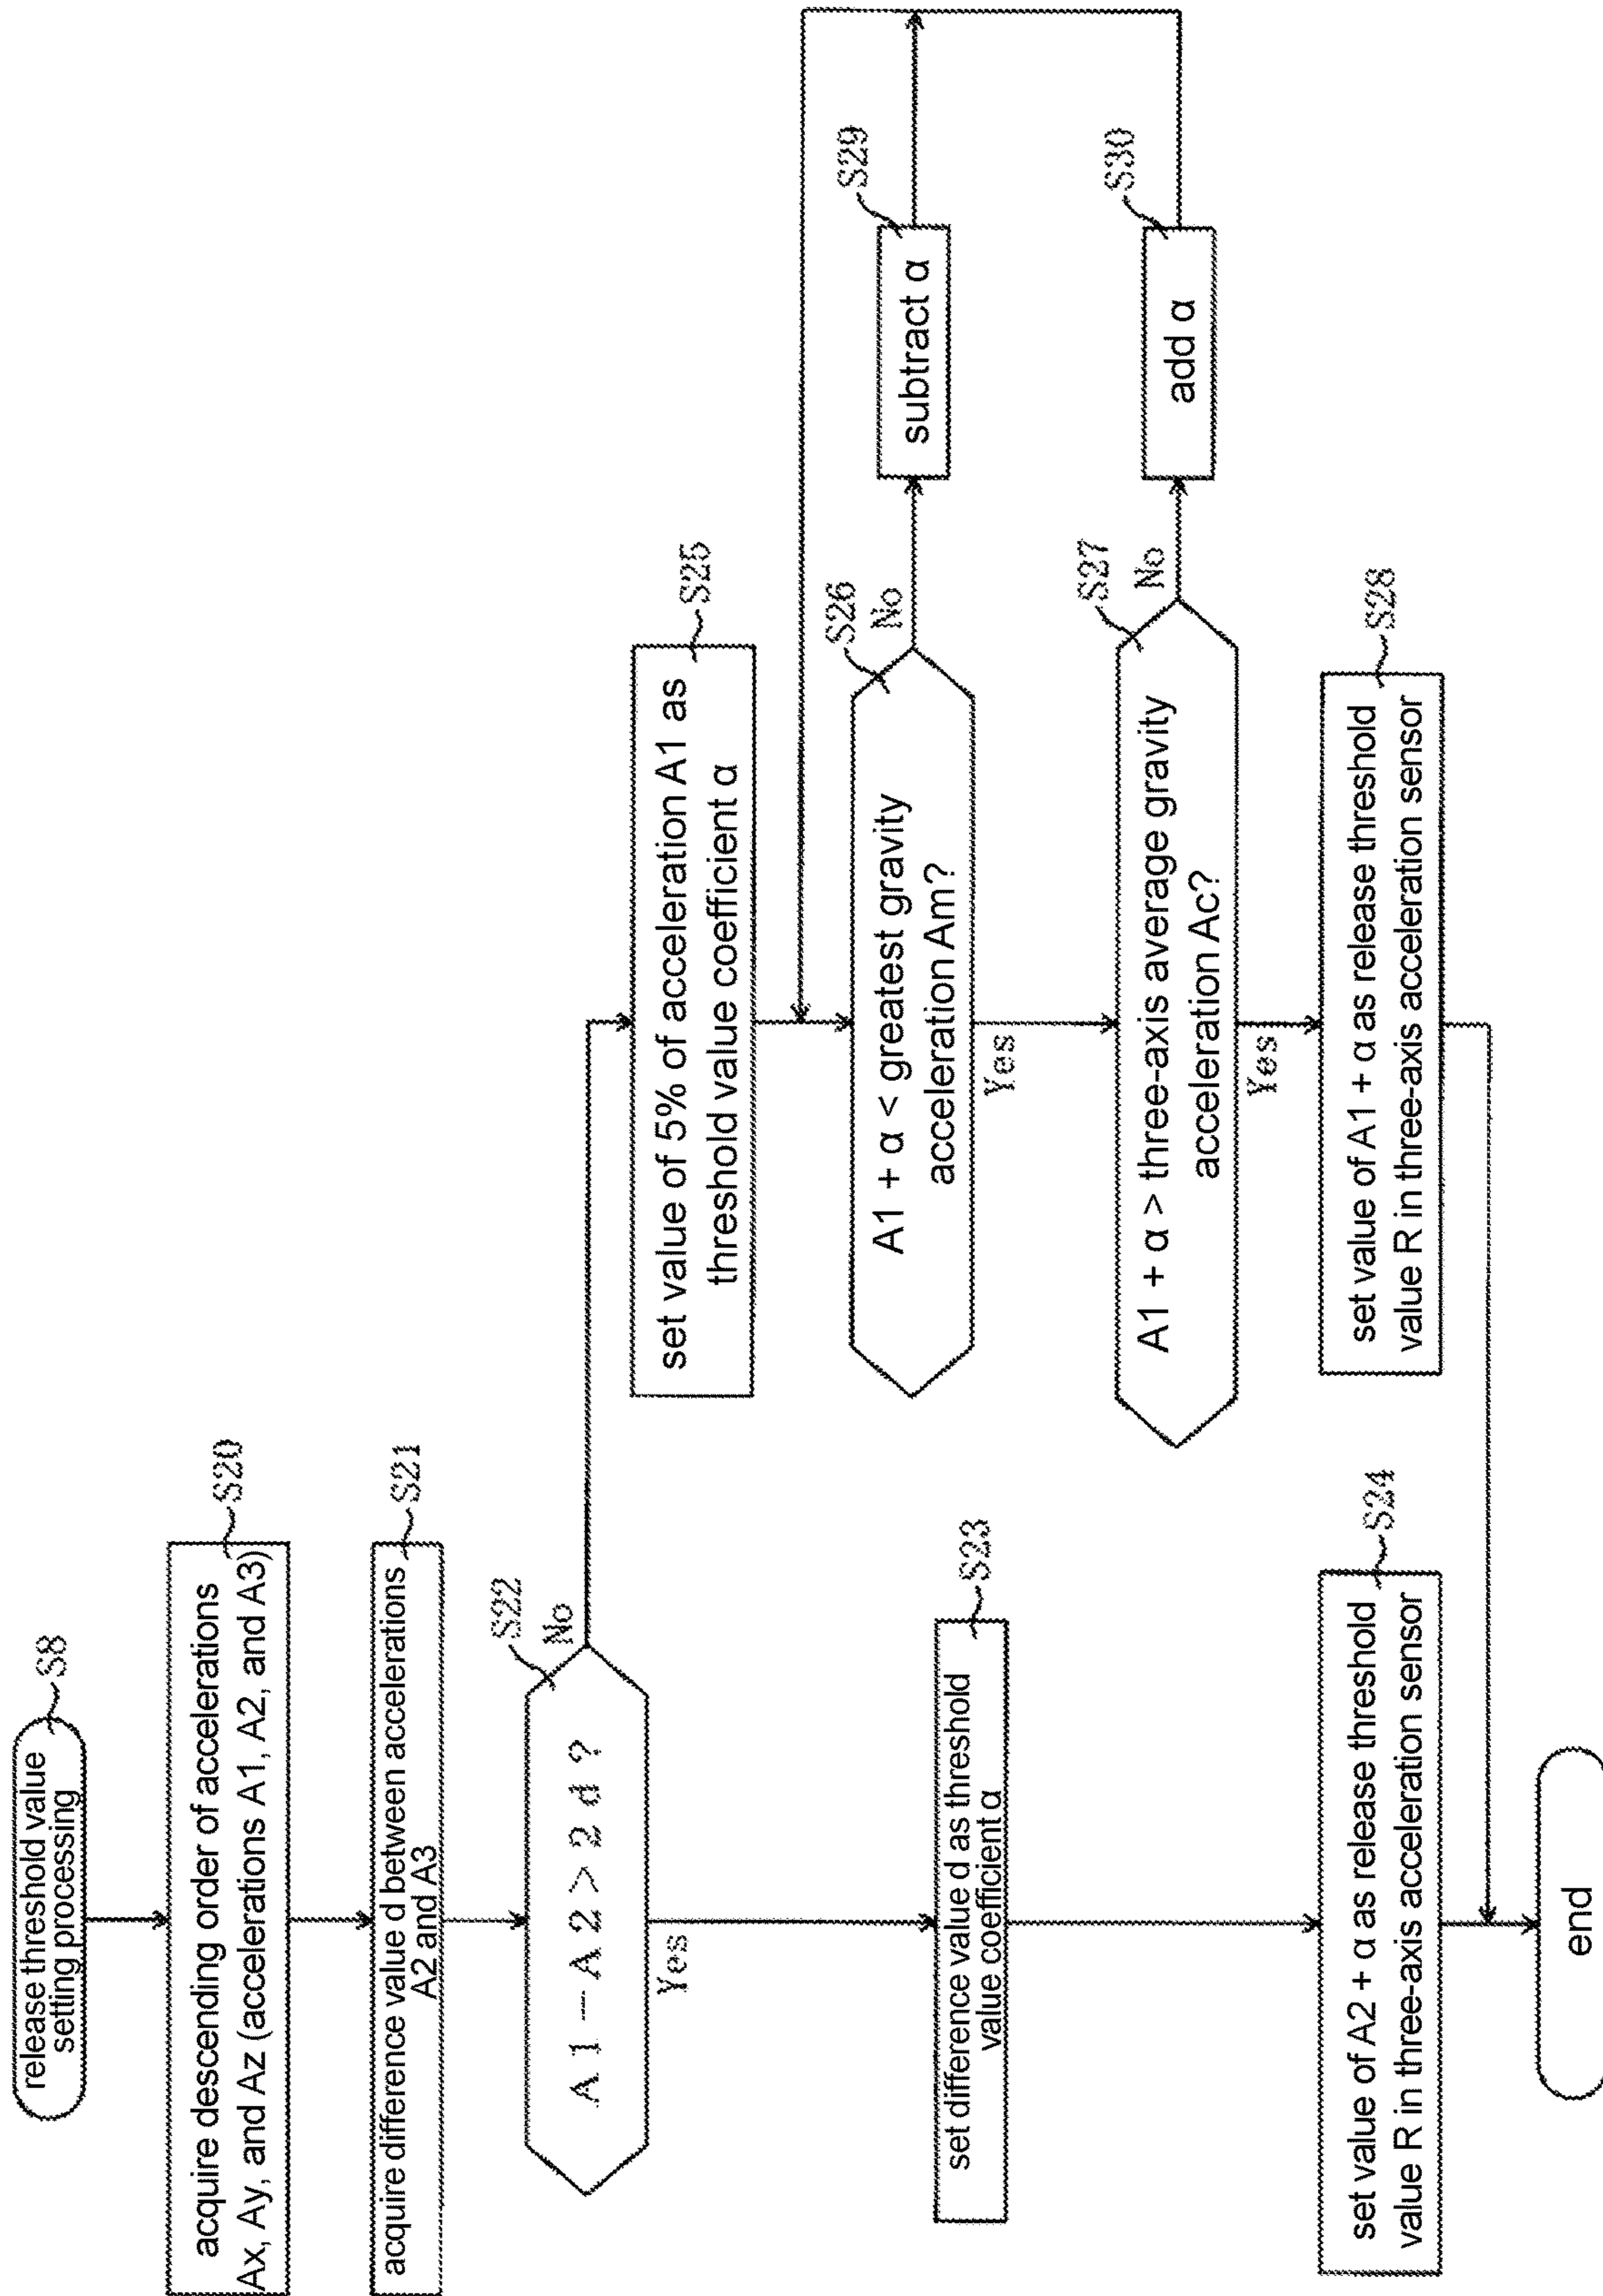 release threshold value
setting processing
S8
acquire descending order of accelerations
Ax, Ay, and Az (accelerations A1, A2, and A3)
S20
acquire difference value d between accelerations
A2 and A3
S21
A1-A2>2d?
S22
No
Yes
set difference value d as threshold
value coefficient α
S23
set value of A2 + α as release threshold
value R in three-axis acceleration sensor
S24
set value of 5% of acceleration A1 as
threshold value coefficient α
S25
A1 + α < greatest gravity
acceleration Am?
S26
No
Yes
subtract α
S29
A1 + α > three-axis average gravity
acceleration Ac?
S27
No
Yes
add α
S30
set value of A1 + α as release threshold
value R in three-axis acceleration sensor
S28
end